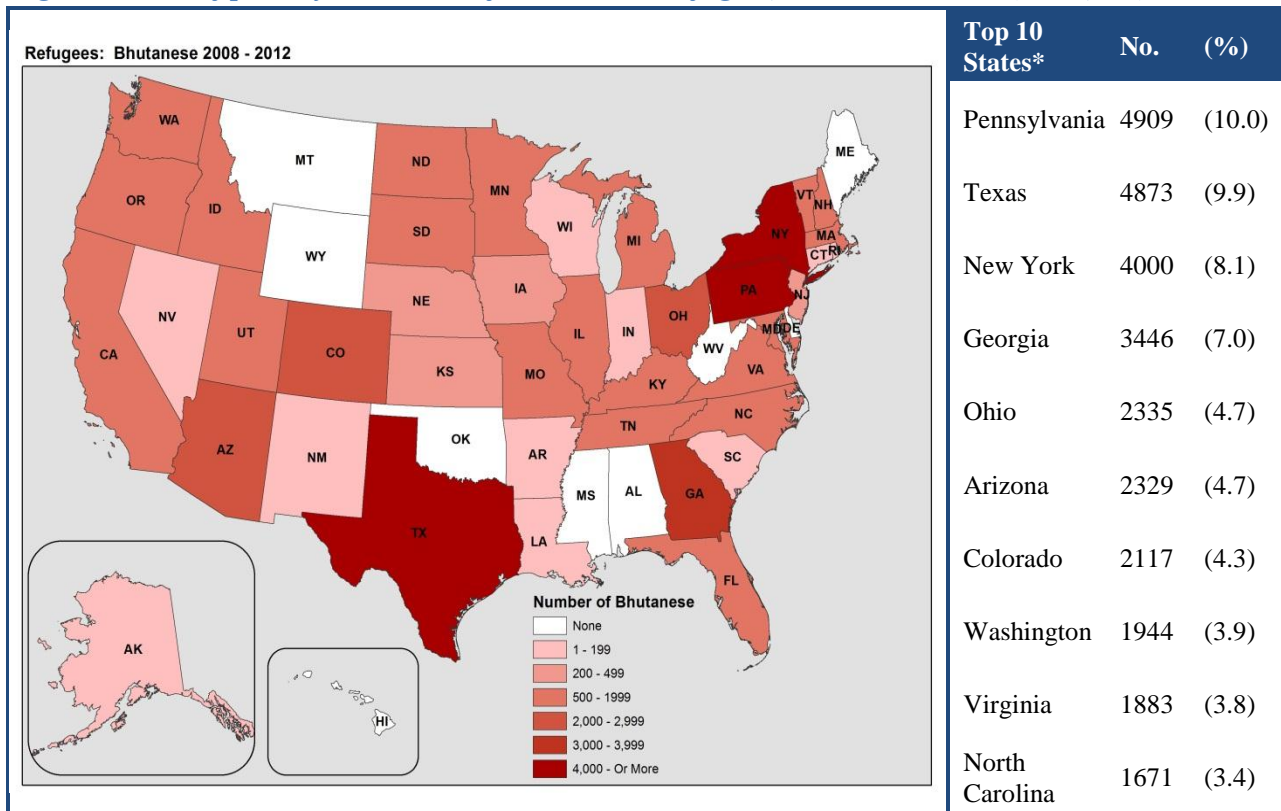 Refugees: Bhutanese 2008 - 2012
WA
MT
ND
MN
ME
OR
ID
SD
WI
MI
VT
NH
NY
MA
CT
RI
WY
NE
IA
PA
NJ
NV
UT
CO
IL
IN
OH
MD
DE
WV
VA
CA
KS
MO
KY
NC
TN
AZ
NM
OK
AR
SC
MS
AL
GA
TX
LA
FL
AK
HI
Number of Bhutanese
None
1 - 199
200 - 499
500 - 1999
2,000 - 2,999
3,000 - 3,999
4,000 - Or More
Top 10 No. (%)
States*
Pennsylvania 4909 (10.0)
Texas 4873 (9.9)
New York 4000 (8.1)
Georgia 3446 (7.0)
Ohio 2335 (4.7)
Arizona 2329 (4.7)
Colorado 2117 (4.3)
Washington 1944 (3.9)
Virginia 1883 (3.8)
North
Carolina 1671 (3.4)